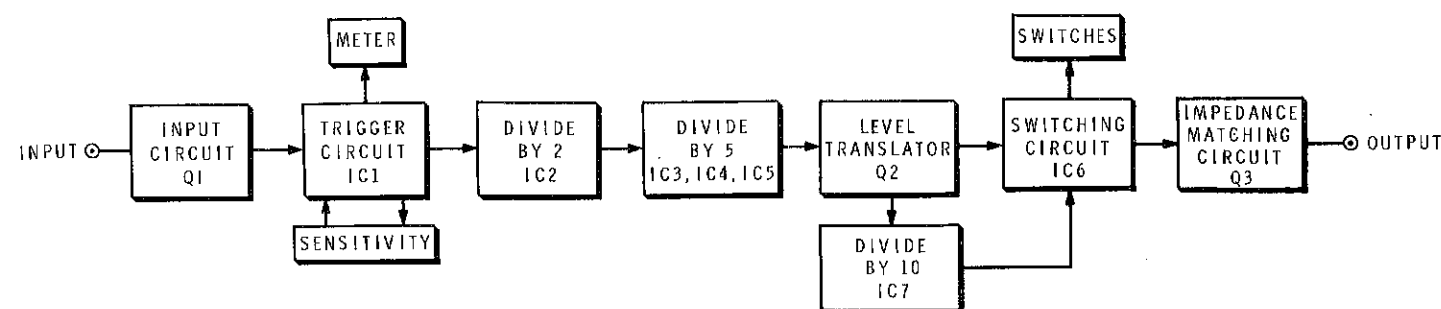 METER
SWITCHES
INPUT
INPUT
CIRCUIT
Q1
TRIGGER
CIRCUIT
IC1
DIVIDE
BY 2
IC2
DIVIDE
BY 5
IC3, IC4, IC5
LEVEL
TRANSLATOR
Q2
SWITCHING
CIRCUIT
IC6
IMPEDANCE
MATCHING
CIRCUIT
Q3
OUTPUT
SENSITIVITY
DIVIDE
BY 10
IC7